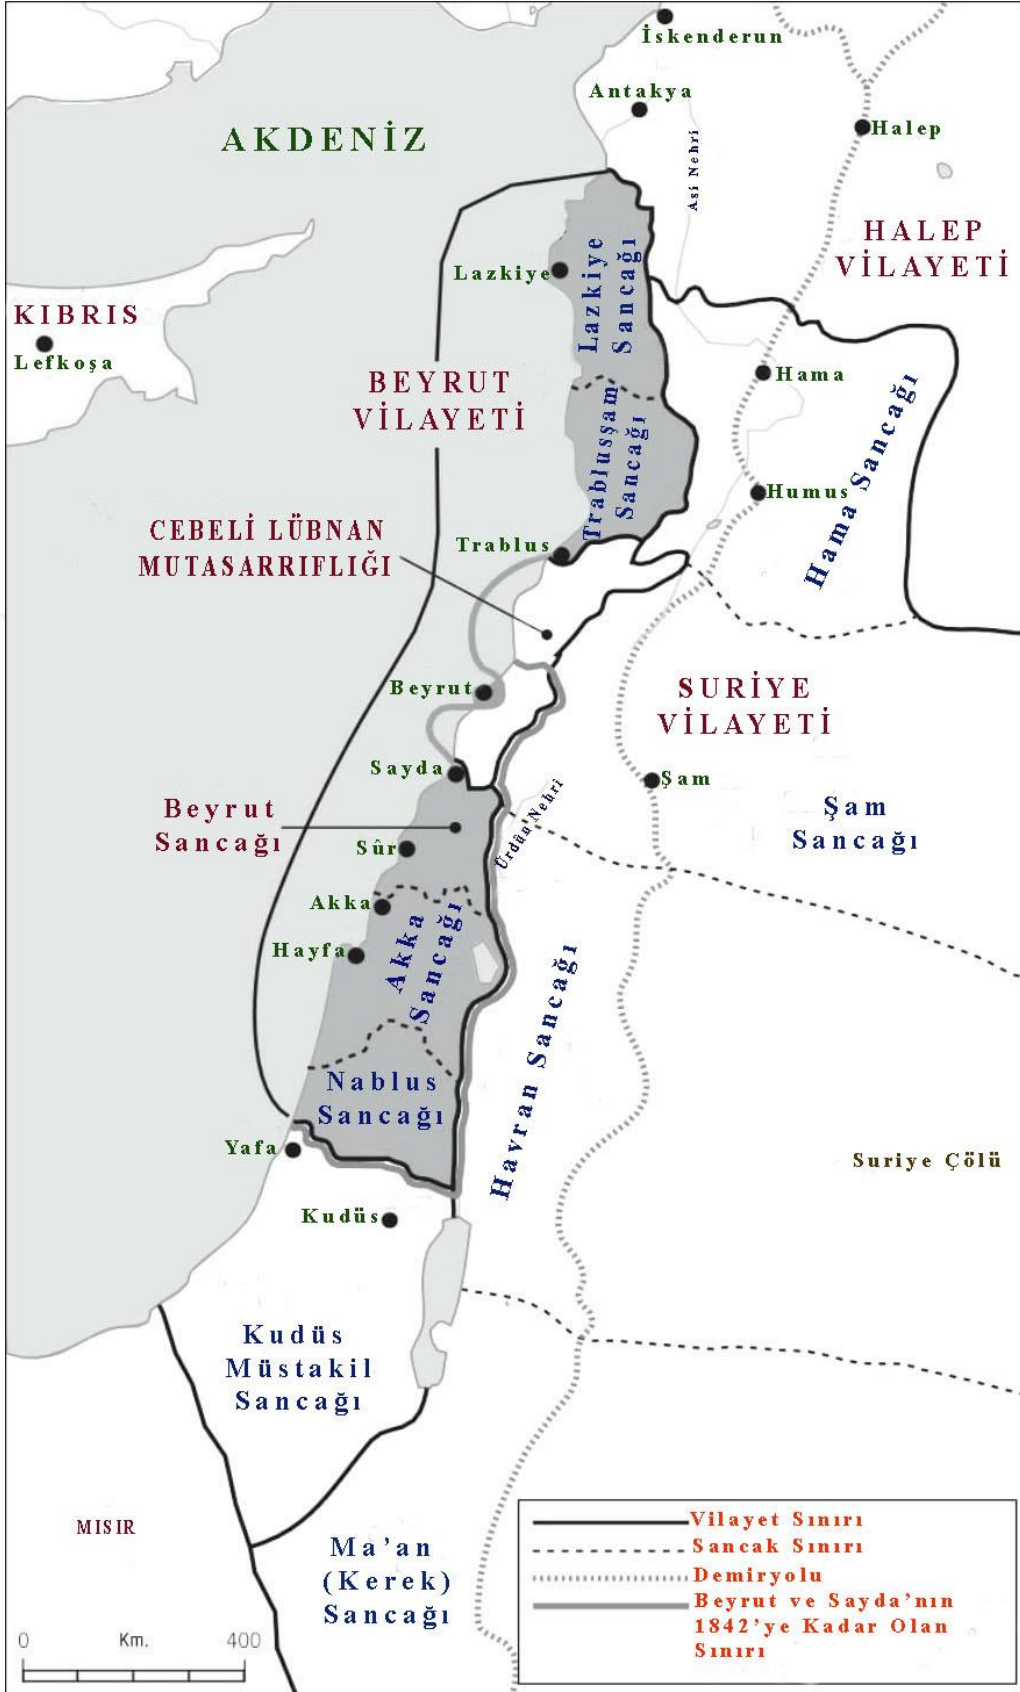 İskenderun
Antakya
AKDENİZ
Halep
Asi Nehri
HALEP
VİLAYETİ
Lazkiye
Lazkiye
Sancağı
KIBRIS
Lefkoşa
Hama
BEYRUT
VİLAYETİ
Trablusşam
Sancağı
Hama Sancağı
Humus
CEBELİ LÜBNAN
MUTASARRIFLIĞI
Trablus
Beyrut
SURİYE
VİLAYETİ
Sayda
Şam
Ürdün Nehri
Beyrut
Sancağı
Şam
Sancağı
Sûr
Akka
Akka
Sancağı
Hayfa
Havran Sancağı
Nablus
Sancağı
Yafa
Suriye Çölü
Kudüs
Kudüs
Müstakil
Sancağı
MISIR
Ma'an
(Kerek)
Sancağı
Vilayet Sınırı
Sancak Sınırı
Demiryolu
Beyrut ve Sayda'nın
1842'ye Kadar Olan
Sınırı
0 Km. 400